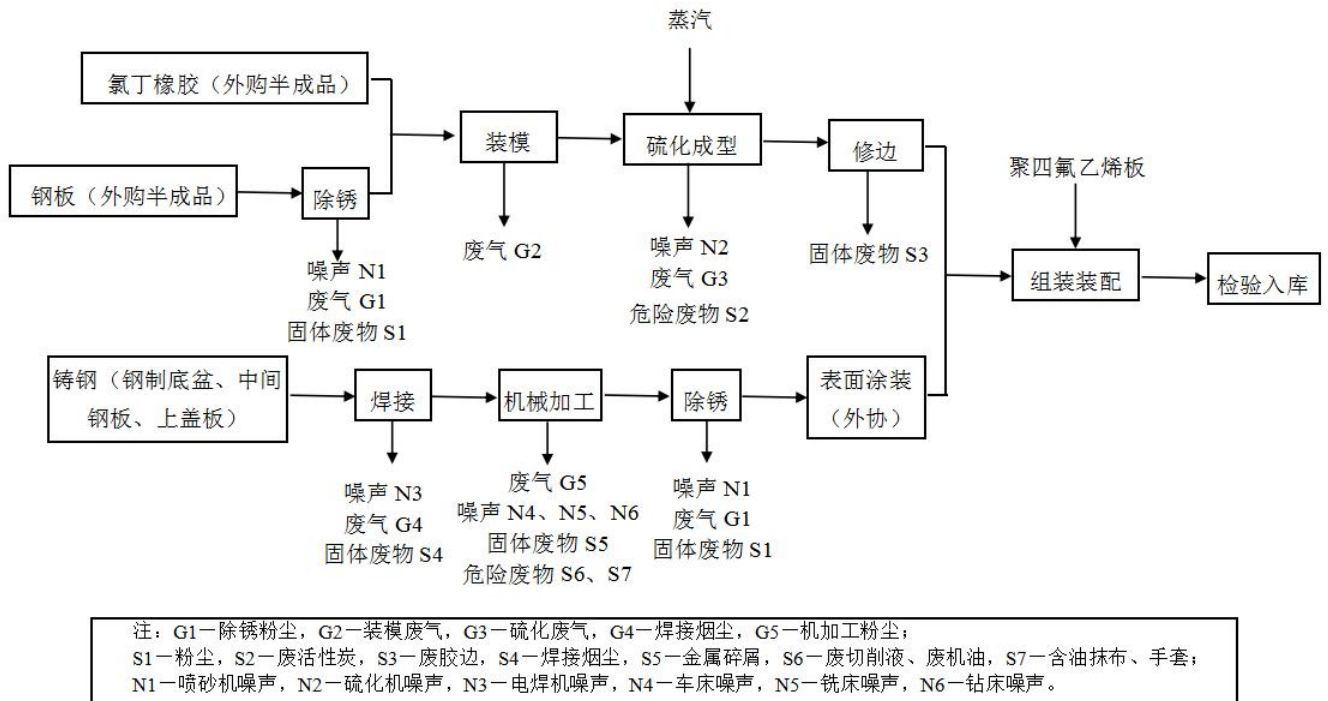 蒸汽
氯丁橡胶（外购半成品）
装模
硫化成型
修边
聚四氟乙烯板
钢板（外购半成品）
除锈
废气 G2
噪声 N2
废气 G3
危险废物 S2
固体废物 S3
组装装配
检验入库
噪声 N1
废气 G1
固体废物 S1
铸钢（钢制底盆、中间
钢板、上盖板）
焊接
机械加工
除锈
表面涂装
（外协）
噪声 N3
废气 G4
固体废物 S4
废气 G5
噪声 N4、N5、N6
固体废物 S5
危险废物 S6、S7
噪声 N1
废气 G1
固体废物 S1
注：G1—除锈粉尘，G2—装模废气，G3—硫化废气，G4—焊接烟尘，G5—机加工粉尘；
S1—粉尘，S2—废活性炭，S3—废胶边，S4—焊接烟尘，S5—金属碎屑，S6—废切削液、废机油，S7—含油抹布、手套；
N1—喷砂机噪声，N2—硫化机噪声，N3—电焊机噪声，N4—车床噪声，N5—铣床噪声，N6—钻床噪声。